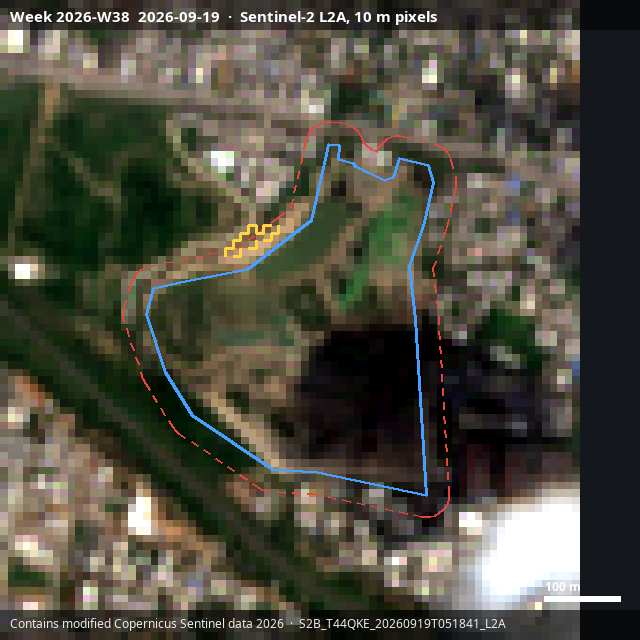 Week 2026-W38  2026-09-19  ·  Sentinel-2 L2A, 10 m pixels
100 m
Contains modified Copernicus Sentinel data 2026  ·  S2B_T44QKE_20260919T051841_L2A